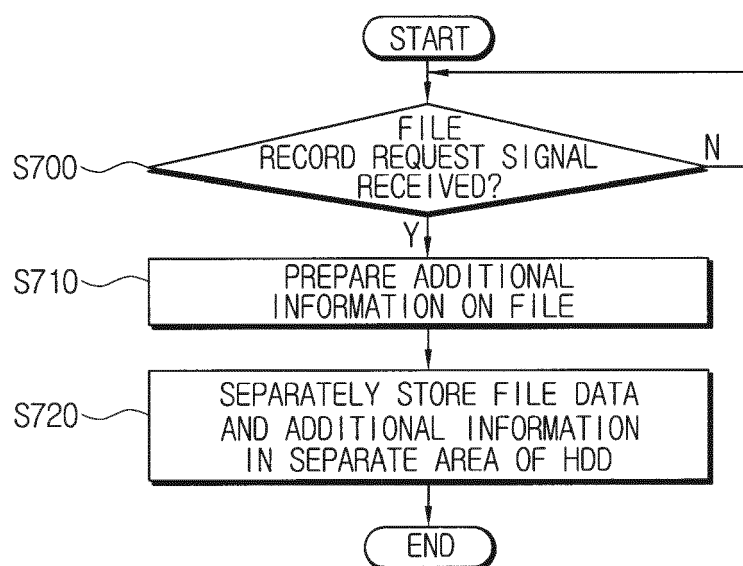 START
FILE
RECORD REQUEST SIGNAL
RECEIVED?
N
S700
Y
S710
PREPARE ADDITIONAL
INFORMATION ON FILE
S720
SEPARATELY STORE FILE DATA
AND ADDITIONAL INFORMATION
IN SEPARATE AREA OF HDD
END